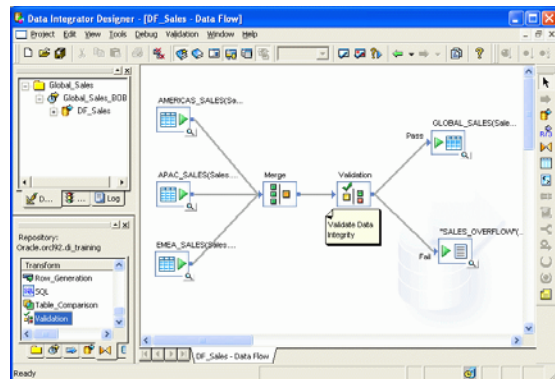 Data Integrator Designer - [DF_Sales - Data Flow]
Project Edit View Tools Debug Validation Window Help
Global_Sales
Global_Sales_BOB
DF_Sales
D... Log
Repository:
Oracle.orcl92.di_training
Transform
Row_Generation
SQL
Table_Comparison
Validation
AMERICAS_SALES(Sa...
APAC_SALES(Sales...
EMEA_SALES(Sales...
Merge
Validation
Validate Data
Integrity
Pass
GLOBAL_SALES(Sale...
Fail
"SALES_OVERFLOW"(...
DF_Sales - Data Flow
Ready